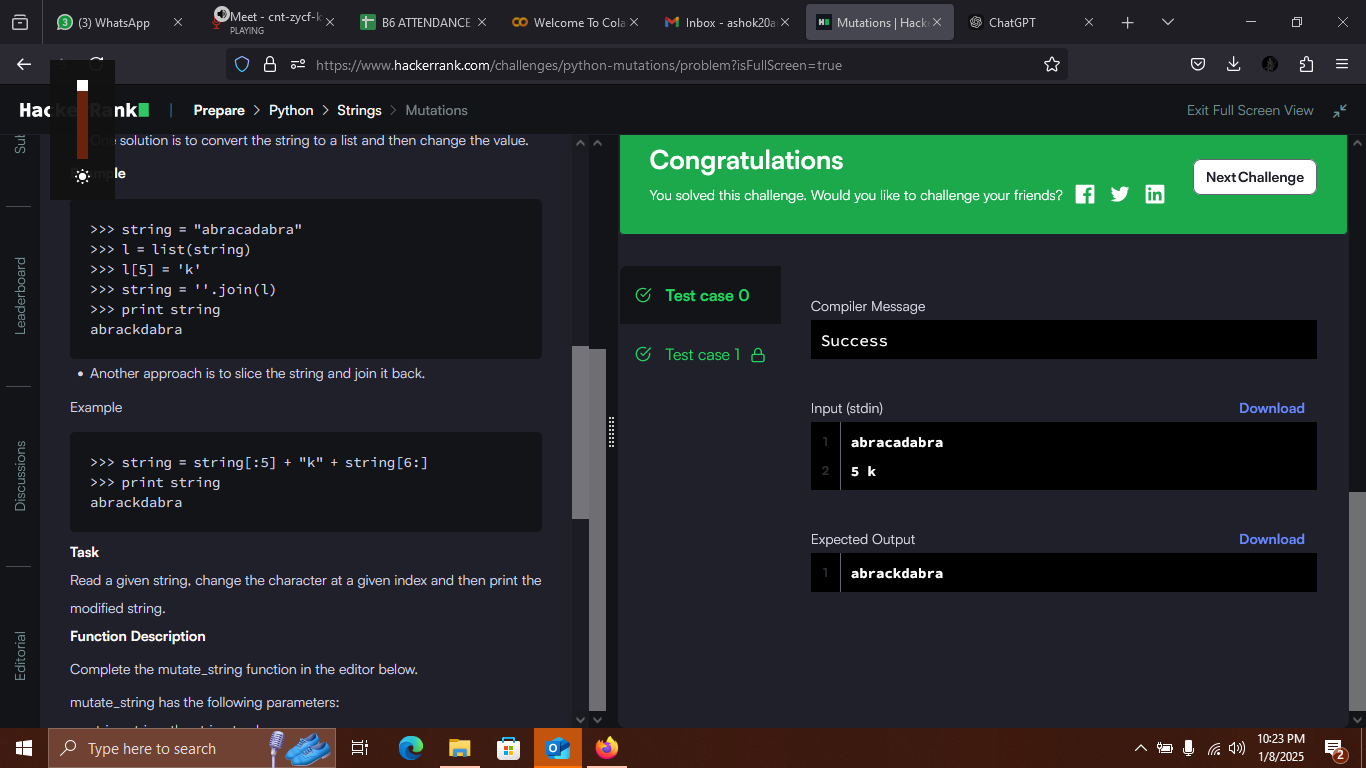 (3) WhatsApp
Meet - cnt-zycf-k
PLAYING
B6 ATTENDANCE
Welcome To Cola
Inbox - ashok20a
Mutations | Hack
ChatGPT
https://www.hackerrank.com/challenges/python-mutations/problem?isFullScreen=true
HackerRank
Prepare > Python > Strings > Mutations
Exit Full Screen View
Sub
Leaderboard
Discussions
Editorial
One solution is to convert the string to a list and then change the value.
Example
>>> string = "abracadabra"
>>> l = list(string)
>>> l[5] = 'k'
>>> string = ''.join(l)
>>> print string
abrackdabra
• Another approach is to slice the string and join it back.
Example
>>> string = string[:5] + "k" + string[6:]
>>> print string
abrackdabra
Task
Read a given string, change the character at a given index and then print the
modified string.
Function Description
Complete the mutate_string function in the editor below.
mutate_string has the following parameters:
Congratulations
You solved this challenge. Would you like to challenge your friends?
Next Challenge
Test case 0
Test case 1
Compiler Message
Success
Input (stdin)
Download
1 abracadabra
2 5 k
Expected Output
Download
1 abrackdabra
Type here to search
10:23 PM
1/8/2025
2